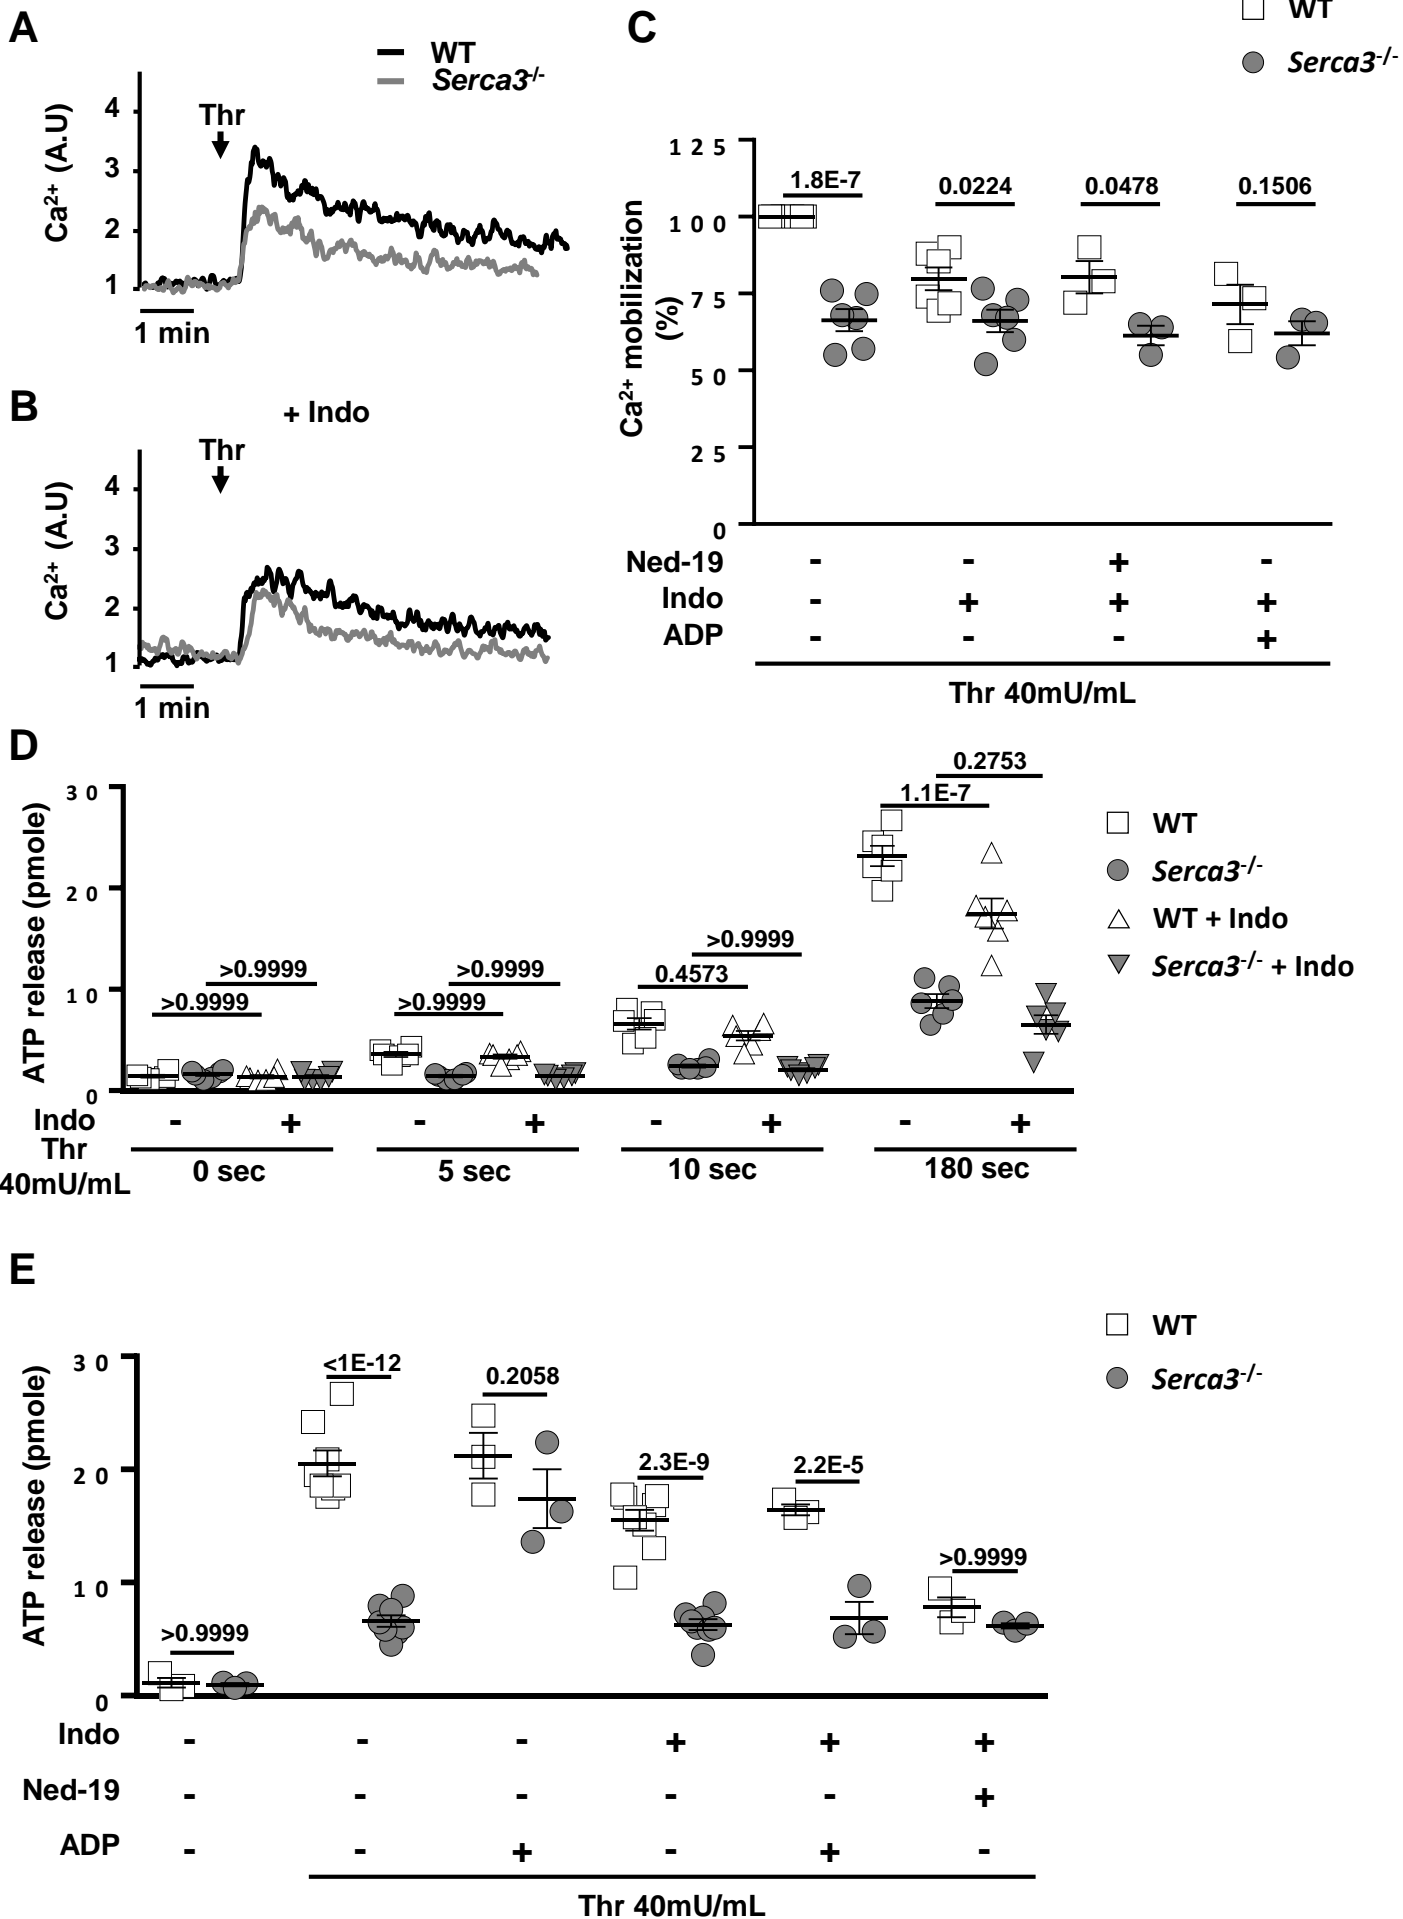 A
WT
Serca3-/-
Ca2+ (A.U)
4
3
2
1
Thr
1 min
B
+ Indo
Ca2+ (A.U)
4
3
2
1
Thr
1 min
C
WT
Serca3-/-
Ca2+ mobilization
(%)
125
100
75
50
25
0
1.8E-7
0.0224
0.0478
0.1506
Ned-19 - - + -
Indo - + + +
ADP - - - +
Thr 40mU/mL
D
ATP release (pmole)
30
20
10
0
>0.9999
>0.9999
>0.9999
>0.9999
0.4573
>0.9999
1.1E-7
0.2753
WT
Serca3-/-
WT + Indo
Serca3-/- + Indo
Indo - + - + - + - +
Thr
40mU/mL
0 sec 5 sec 10 sec 180 sec
E
ATP release (pmole)
30
20
10
0
>0.9999
<1E-12
0.2058
2.3E-9
2.2E-5
>0.9999
WT
Serca3-/-
Indo - - - + + +
Ned-19 - - - - - +
ADP - - + - + -
Thr 40mU/mL